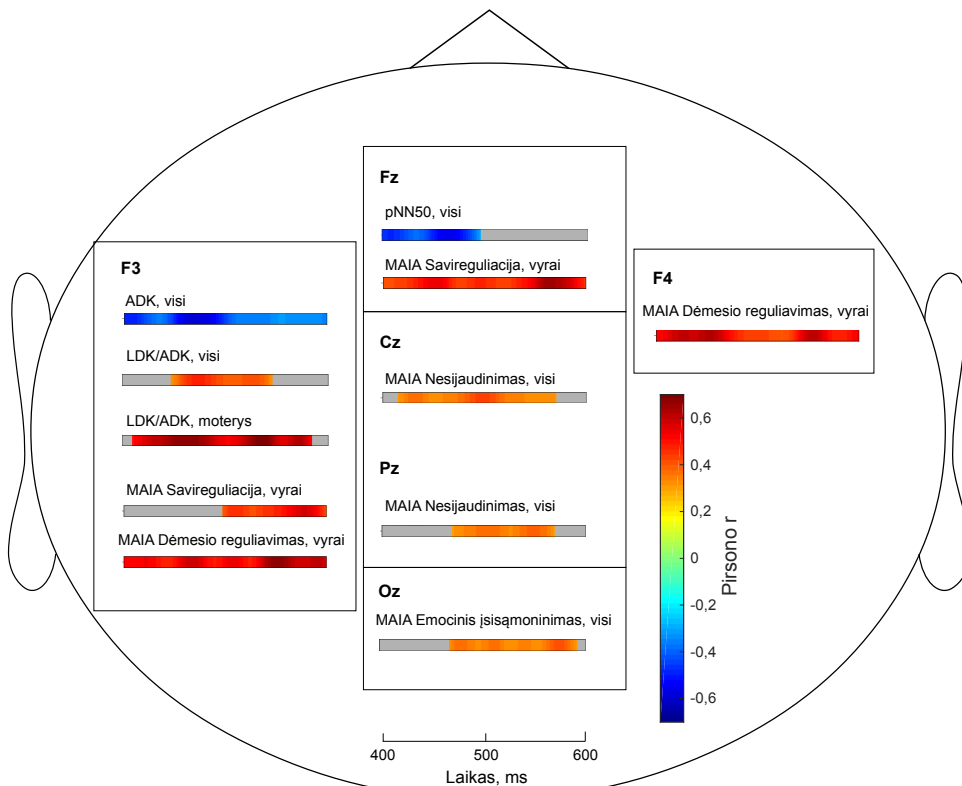 Fz
pNN50, visi
MAIA Savireguliacija, vyrai
F3
ADK, visi
LDK/ADK, visi
LDK/ADK, moterys
MAIA Savireguliacija, vyrai
MAIA Dėmesio reguliavimas, vyrai
F4
MAIA Dėmesio reguliavimas, vyrai
Cz
MAIA Nesijaudinimas, visi
Pz
MAIA Nesijaudinimas, visi
Oz
MAIA Emocinis įsisąmoninimas, visi
0,6
0,4
0,2
0
-0,2
-0,4
-0,6
Pirsono r
400 500 600
Laikas, ms